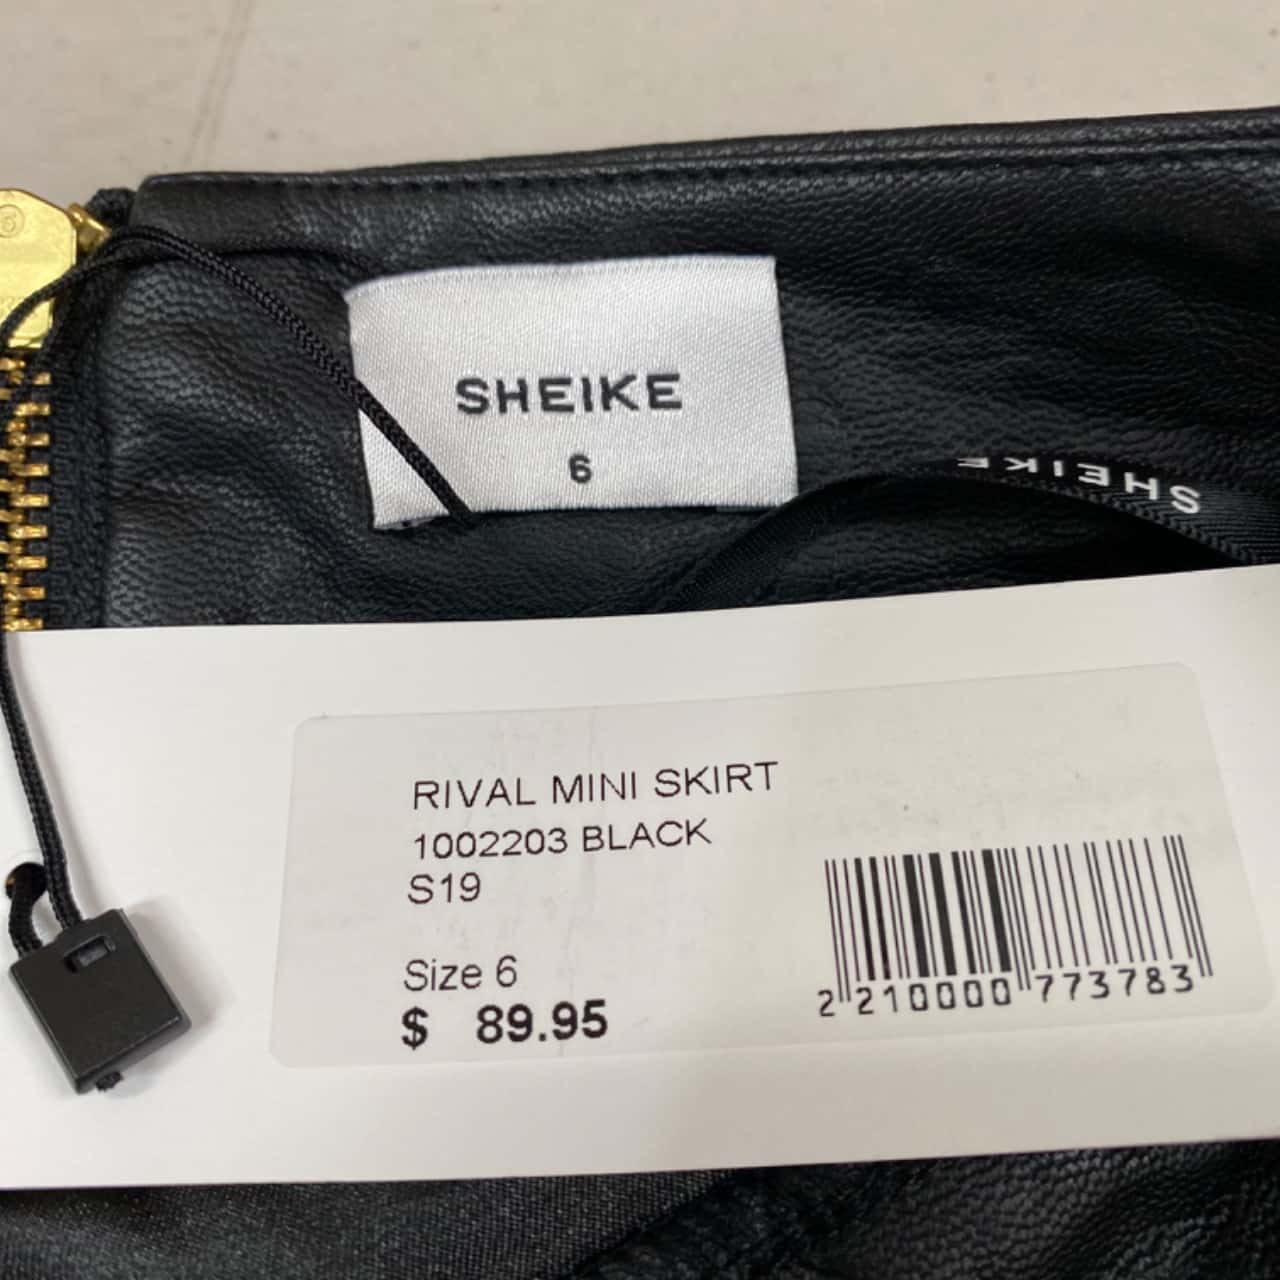 SHEIKE
6
SHEIKE
RIVAL MINI SKIRT
1002203 BLACK
S19
Size 6
$ 89.95
2 210000 773783